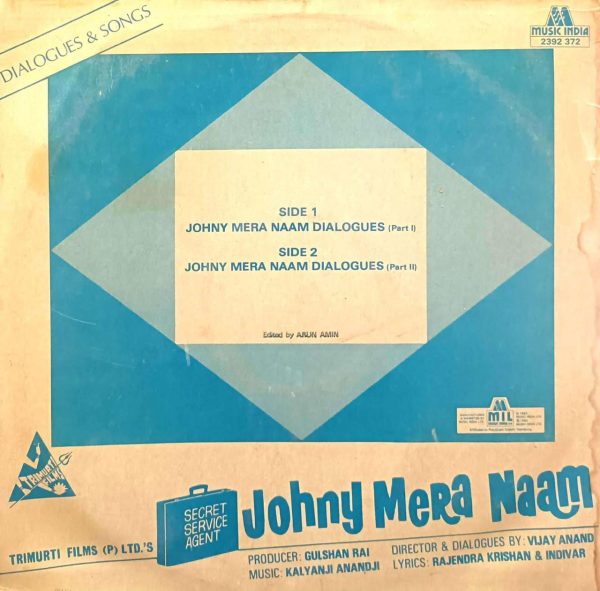 DIALOGUES & SONGS
MUSIC INDIA
2392 372
SIDE 1
JOHNY MERA NAAM DIALOGUES (Part I)
SIDE 2
JOHNY MERA NAAM DIALOGUES (Part II)
Edited by ARUN AMIN
MIL
TRIMURTI
FILMS
TRIMURTI FILMS (P) LTD.'S
SECRET
SERVICE
AGENT
Johny Mera Naam
PRODUCER: GULSHAN RAI
MUSIC: KALYANJI ANANDJI
DIRECTOR & DIALOGUES BY: VIJAY ANAND
LYRICS: RAJENDRA KRISHAN & INDIVAR